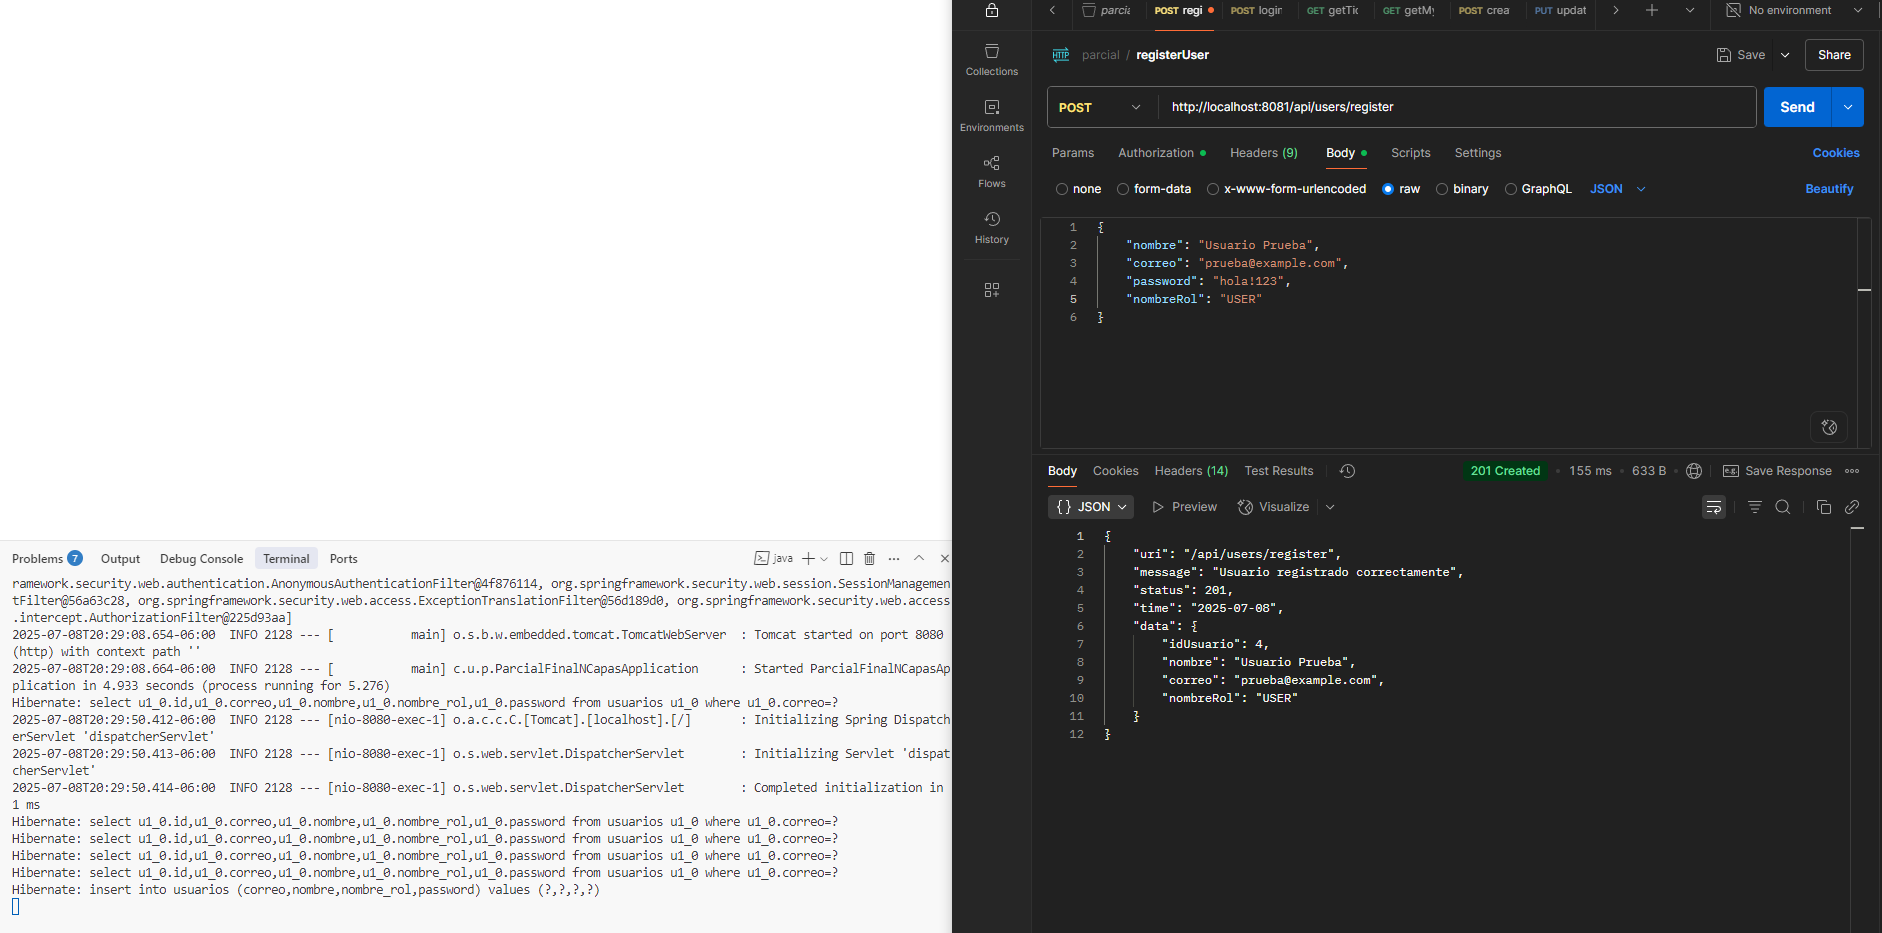 parcia
POST regi
POST login
GET getTic
GET getMy
POST crea
PUT updat
No environment
Collections
Environments
Flows
History
HTTP parcial / registerUser
Save
Share
POST
http://localhost:8081/api/users/register
Send
Params Authorization Headers (9) Body Scripts Settings
Cookies
none form-data x-www-form-urlencoded raw binary GraphQL JSON
Beautify
1 {
2 "nombre": "Usuario Prueba",
3 "correo": "prueba@example.com",
4 "password": "hola!123",
5 "nombreRol": "USER"
6 }
Body Cookies Headers (14) Test Results
201 Created • 155 ms • 633 B
e.g. Save Response
{} JSON Preview Visualize
1 {
2 "uri": "/api/users/register",
3 "message": "Usuario registrado correctamente",
4 "status": 201,
5 "time": "2025-07-08",
6 "data": {
7 "idUsuario": 4,
8 "nombre": "Usuario Prueba",
9 "correo": "prueba@example.com",
10 "nombreRol": "USER"
11 }
12 }
Problems 7 Output Debug Console Terminal Ports
java
ramework.security.web.authentication.AnonymousAuthenticationFilter@4f876114, org.springframework.security.web.session.SessionManagemen
tFilter@56a63c28, org.springframework.security.web.access.ExceptionTranslationFilter@56d189d0, org.springframework.security.web.access
.intercept.AuthorizationFilter@225d93aa]
2025-07-08T20:29:08.654-06:00  INFO 2128 --- [           main] o.s.b.w.embedded.tomcat.TomcatWebServer  : Tomcat started on port 8080
(http) with context path ''
2025-07-08T20:29:08.664-06:00  INFO 2128 --- [           main] c.u.p.ParcialFinalNCapasApplication      : Started ParcialFinalNCapasAp
plication in 4.933 seconds (process running for 5.276)
Hibernate: select u1_0.id,u1_0.correo,u1_0.nombre,u1_0.nombre_rol,u1_0.password from usuarios u1_0 where u1_0.correo=?
2025-07-08T20:29:50.412-06:00  INFO 2128 --- [nio-8080-exec-1] o.a.c.c.C.[Tomcat].[localhost].[/]       : Initializing Spring Dispatch
erServlet 'dispatcherServlet'
2025-07-08T20:29:50.413-06:00  INFO 2128 --- [nio-8080-exec-1] o.s.web.servlet.DispatcherServlet        : Initializing Servlet 'dispat
cherServlet'
2025-07-08T20:29:50.414-06:00  INFO 2128 --- [nio-8080-exec-1] o.s.web.servlet.DispatcherServlet        : Completed initialization in
1 ms
Hibernate: select u1_0.id,u1_0.correo,u1_0.nombre,u1_0.nombre_rol,u1_0.password from usuarios u1_0 where u1_0.correo=?
Hibernate: select u1_0.id,u1_0.correo,u1_0.nombre,u1_0.nombre_rol,u1_0.password from usuarios u1_0 where u1_0.correo=?
Hibernate: select u1_0.id,u1_0.correo,u1_0.nombre,u1_0.nombre_rol,u1_0.password from usuarios u1_0 where u1_0.correo=?
Hibernate: select u1_0.id,u1_0.correo,u1_0.nombre,u1_0.nombre_rol,u1_0.password from usuarios u1_0 where u1_0.correo=?
Hibernate: insert into usuarios (correo,nombre,nombre_rol,password) values (?,?,?,?)